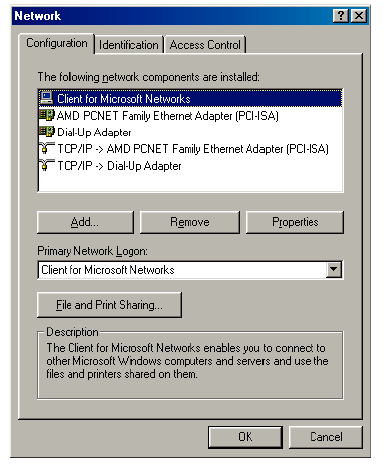 Network
Configuration Identification Access Control
The following network components are installed:
Client for Microsoft Networks
AMD PCNET Family Ethernet Adapter (PCI-ISA)
Dial-Up Adapter
TCP/IP -> AMD PCNET Family Ethernet Adapter (PCI-ISA)
TCP/IP -> Dial-Up Adapter
Add... Remove Properties
Primary Network Logon:
Client for Microsoft Networks
File and Print Sharing...
Description
The Client for Microsoft Networks enables you to connect to
other Microsoft Windows computers and servers and use the
files and printers shared on them.
OK Cancel